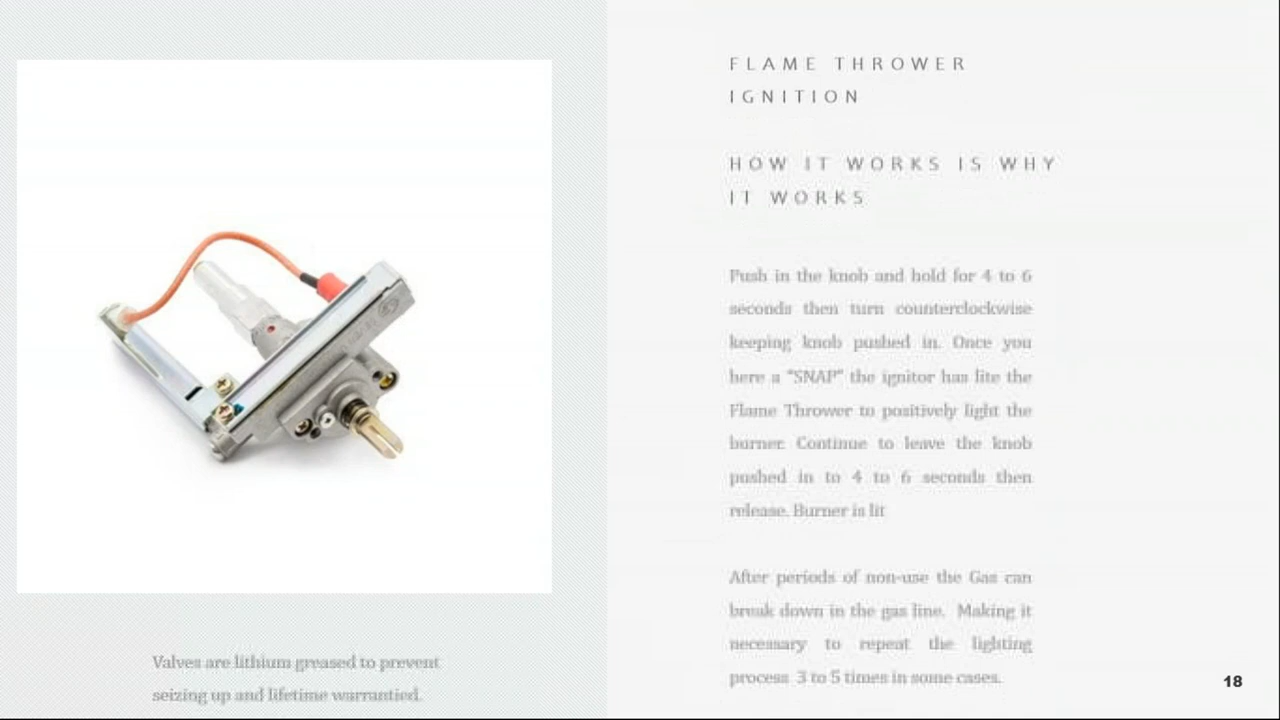 FLAME THROWER
IGNITION
HOW IT WORKS IS WHY
IT WORKS
Push in the knob and hold for 4 to 6
seconds then turn counterclockwise
keeping knob pushed in. Once you
here a “SNAP” the ignitor has lite the
Flame Thrower to positively light the
burner. Continue to leave the knob
pushed in to 4 to 6 seconds then
release. Burner is lit
After periods of non-use the Gas can
break down in the gas line. Making it
necessary to repeat the lighting
process 3 to 5 times in some cases.
Valves are lithium greased to prevent
seizing up and lifetime warrantied.
18